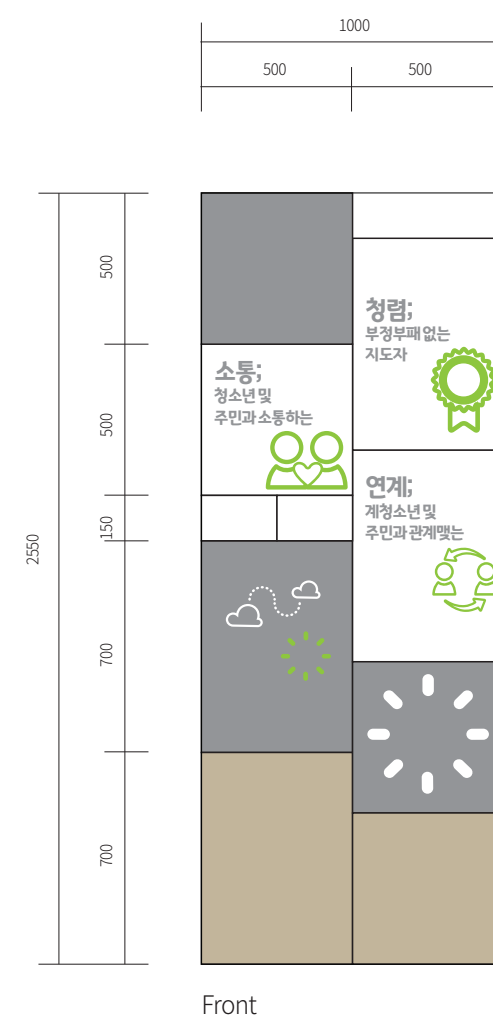 1000
500
500
500
500
150
2550
700
700
청렴;
부정부패없는
지도자
소통;
청소년 및
주민과 소통하는
연계;
계청소년 및
주민과 관계맺는
Front